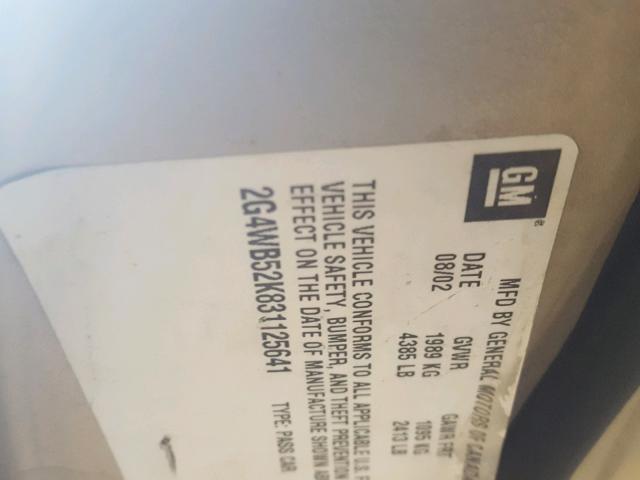 GM®
MFD BY GENERAL MOTORS OF CANADA
DATE GVWR GAWR FRT
08/02 1989 KG 1095 KG
4385 LB 2413 LB
THIS VEHICLE CONFORMS TO ALL APPLICABLE U.S. F
VEHICLE SAFETY, BUMPER, AND THEFT PREVENTION
EFFECT ON THE DATE OF MANUFACTURE SHOWN AB
2G4WB52K831125641 TYPE: PASS CAR